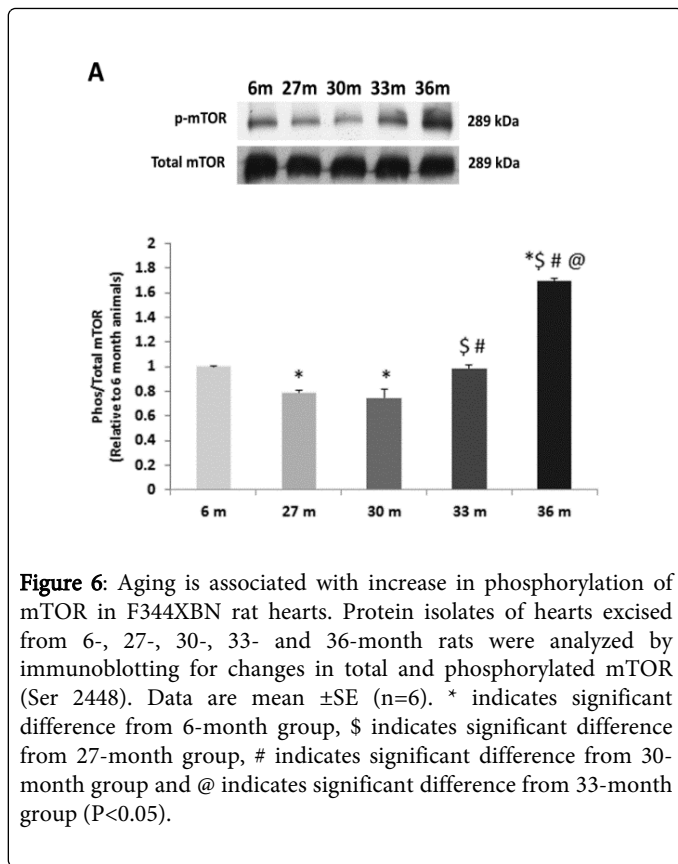 A
6m 27m 30m 33m 36m
p-mTOR 289 kDa
Total mTOR 289 kDa
Phos/Total mTOR
(Relative to 6 month animals)
2
1.8
1.6
1.4
1.2
1
0.8
0.6
0.4
0.2
0
* * $ # *$ # @
6 m 27 m 30 m 33 m 36 m
Figure 6: Aging is associated with increase in phosphorylation of
mTOR in F344XBN rat hearts. Protein isolates of hearts excised
from 6-, 27-, 30-, 33- and 36-month rats were analyzed by
immunoblotting for changes in total and phosphorylated mTOR
(Ser 2448). Data are mean ±SE (n=6). * indicates significant
difference from 6-month group, $ indicates significant difference
from 27-month group, # indicates significant difference from 30-
month group and @ indicates significant difference from 33-month
group (P<0.05).